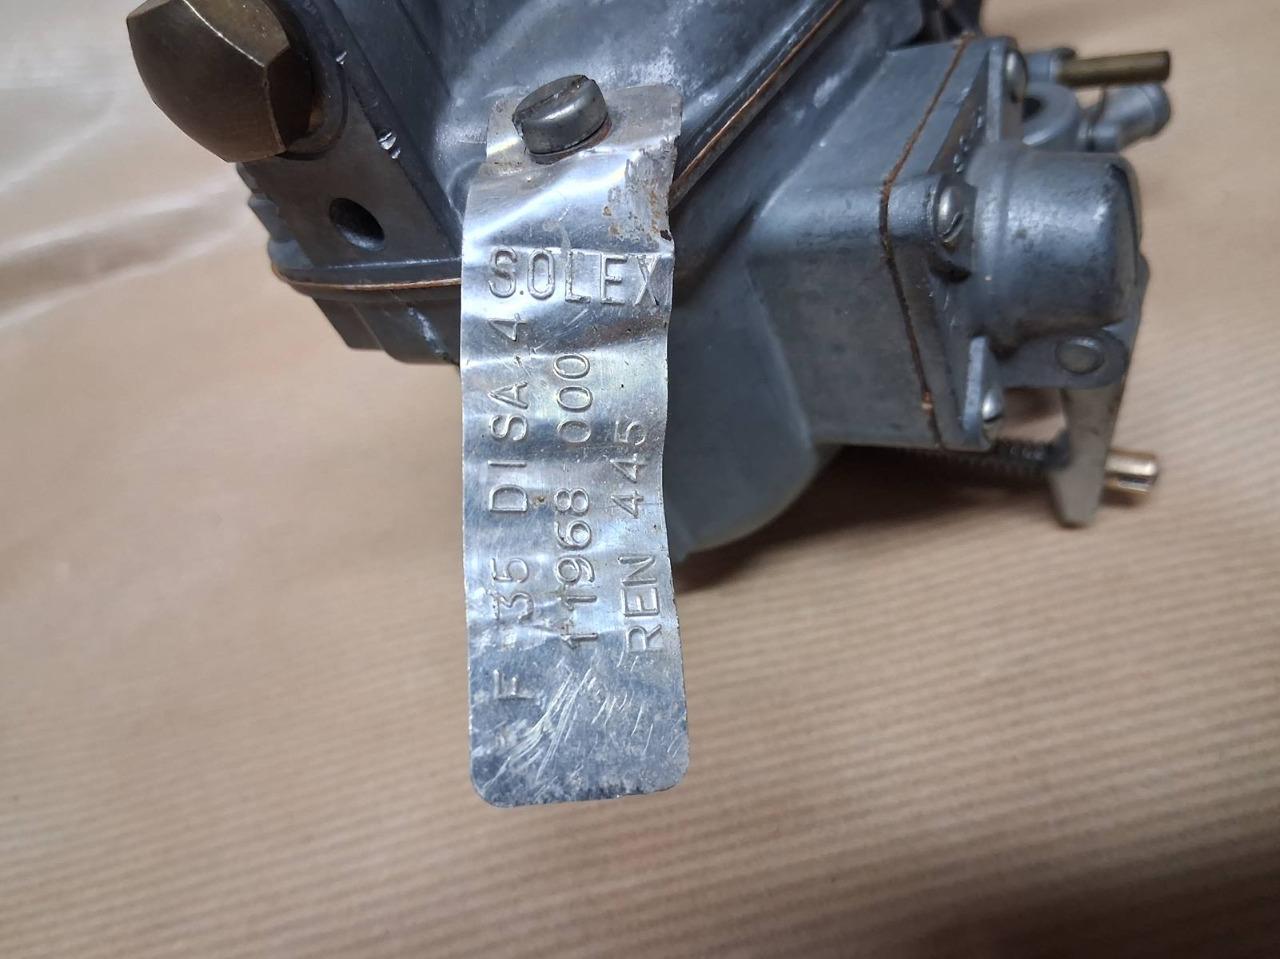 SOLEX
F 35 DISA.4
11968 000
REN 445